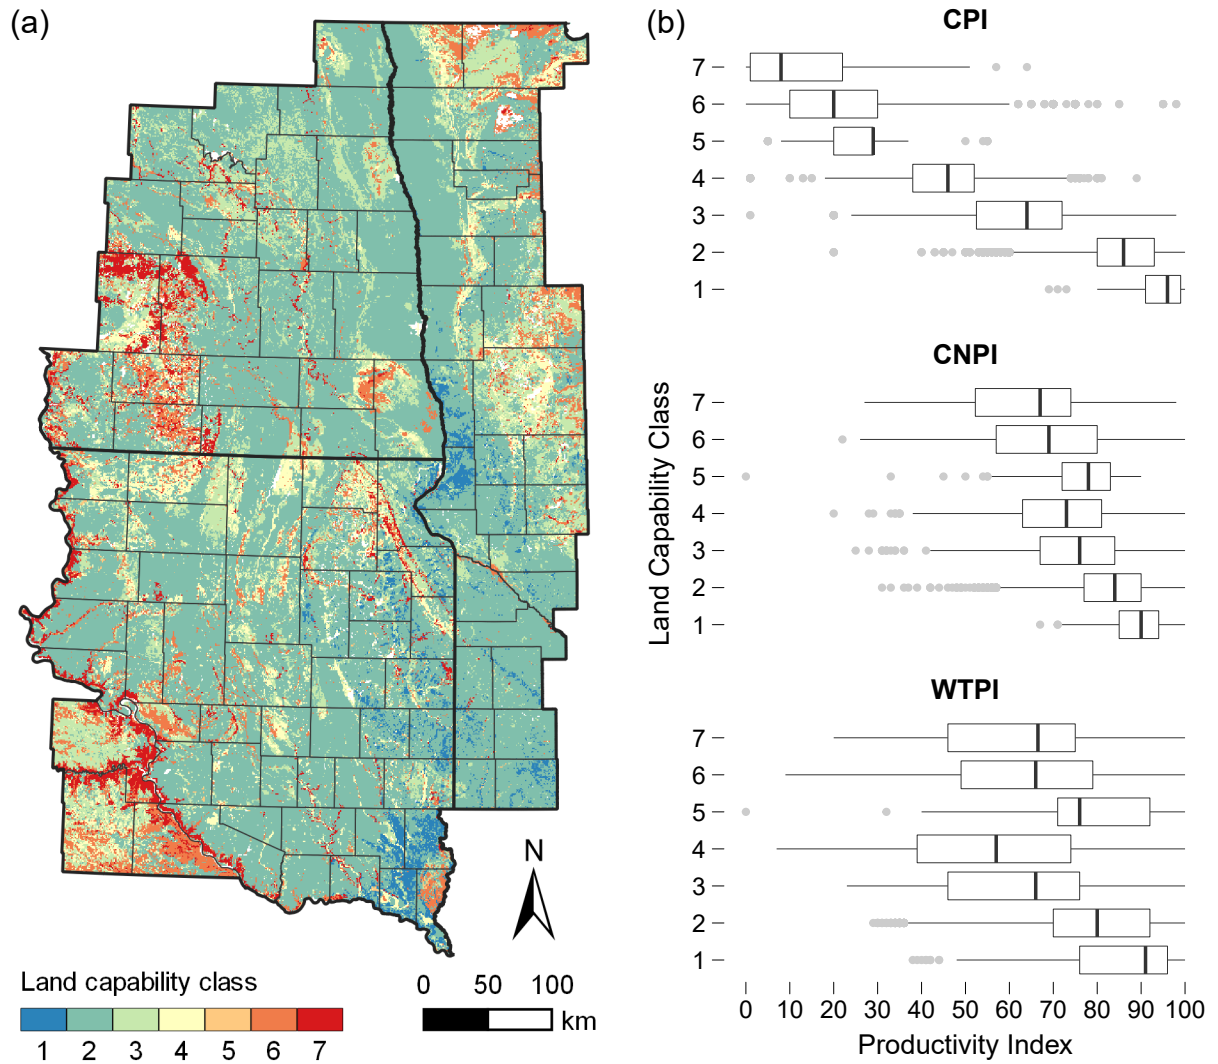 (a)
N
Land capability class
1 2 3 4 5 6 7
0 50 100
km
(b)
CPI
7
6
5
4
3
2
1
CNPI
7
6
5
4
3
2
1
WTPI
7
6
5
4
3
2
1
0 10 20 30 40 50 60 70 80 90 100
Productivity Index
Land Capability Class